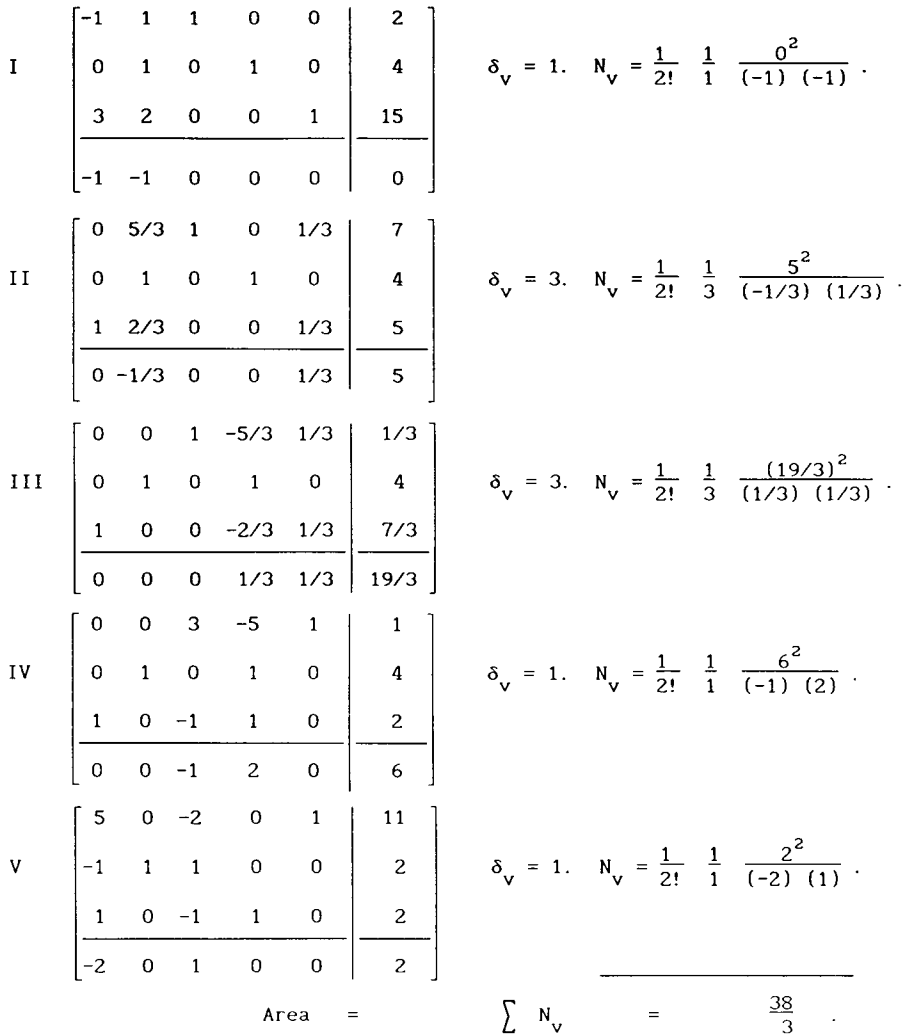 -1 1 1 0 0 2
I 0 1 0 1 0 4 δ_v = 1. N_v = 1/2! 1/1 0²/((-1) (-1)) .
3 2 0 0 1 15
-1 -1 0 0 0 0
0 5/3 1 0 1/3 7
II 0 1 0 1 0 4 δ_v = 3. N_v = 1/2! 1/3 5²/((-1/3) (1/3)) .
1 2/3 0 0 1/3 5
0 -1/3 0 0 1/3 5
0 0 1 -5/3 1/3 1/3
III 0 1 0 1 0 4 δ_v = 3. N_v = 1/2! 1/3 (19/3)²/((1/3) (1/3)) .
1 0 0 -2/3 1/3 7/3
0 0 0 1/3 1/3 19/3
0 0 3 -5 1 1
IV 0 1 0 1 0 4 δ_v = 1. N_v = 1/2! 1/1 6²/((-1) (2)) .
1 0 -1 1 0 2
0 0 -1 2 0 6
5 0 -2 0 1 11
V -1 1 1 0 0 2 δ_v = 1. N_v = 1/2! 1/1 2²/((-2) (1)) .
1 0 -1 1 0 2
-2 0 1 0 0 2
Area = ∑ N_v = 38/3 .